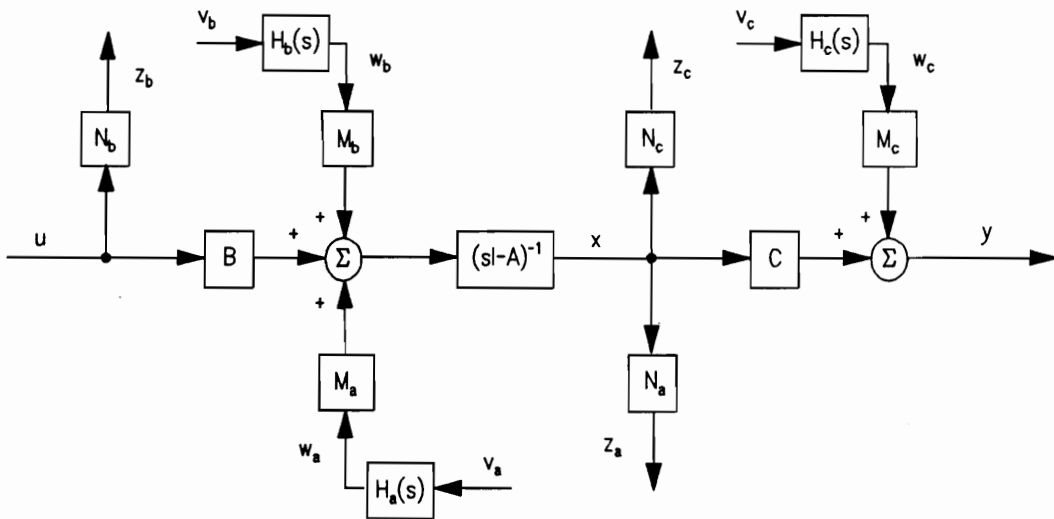 v_b H_b(s) w_b
v_c H_c(s) w_c
z_b z_c
N_b M_b N_c M_c
u B + + Σ (sI-A)⁻¹ x C + + Σ y
+
M_a N_a
w_a H_a(s) v_a z_a